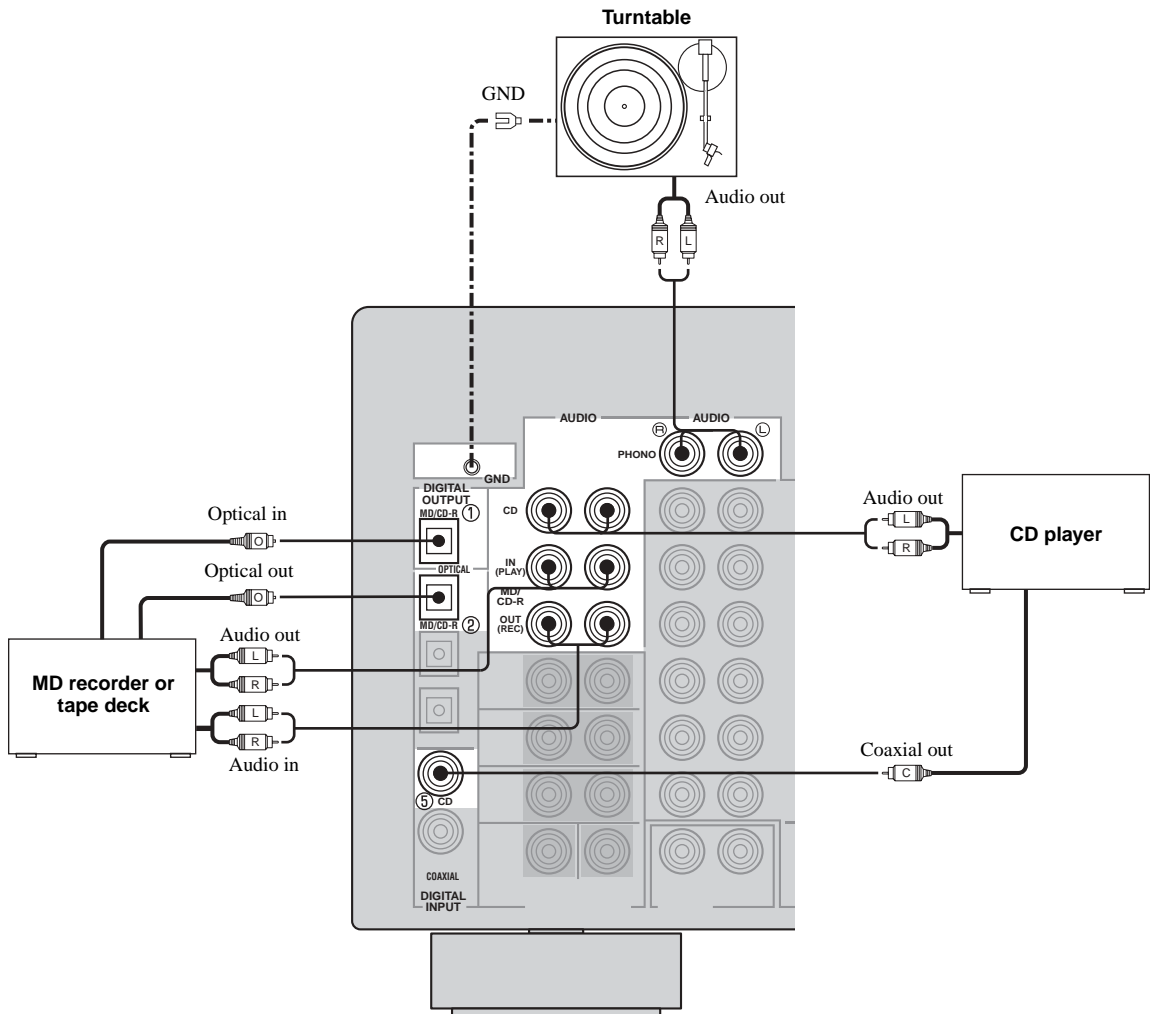 Turntable
GND
Audio out
R L
AUDIO AUDIO
R L
PHONO
GND
DIGITAL
OUTPUT
MD/CD-R ①
CD
Audio out
L
R
CD player
Optical in
O
OPTICAL
IN
(PLAY)
MD/
CD-R
Optical out
O
MD/CD-R ②
OUT
(REC)
Audio out
L
R
MD recorder or
tape deck
L
R
Audio in
Coaxial out
C
⑤ CD
COAXIAL
DIGITAL
INPUT